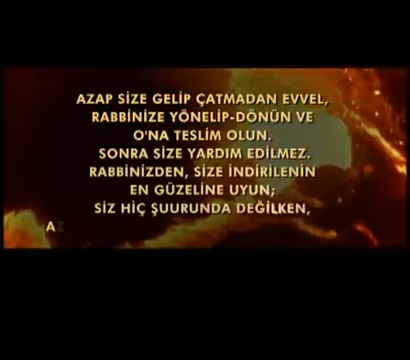 AZAP SİZE GELİP ÇATMADAN EVVEL,
RABBİNİZE YÖNELİP-DÖNÜN VE
O'NA TESLİM OLUN.
SONRA SİZE YARDIM EDİLMEZ.
RABBİNİZDEN, SİZE İNDİRİLENİN
EN GÜZELİNE UYUN;
SİZ HİÇ ŞUURUNDA DEĞİLKEN,
AZ